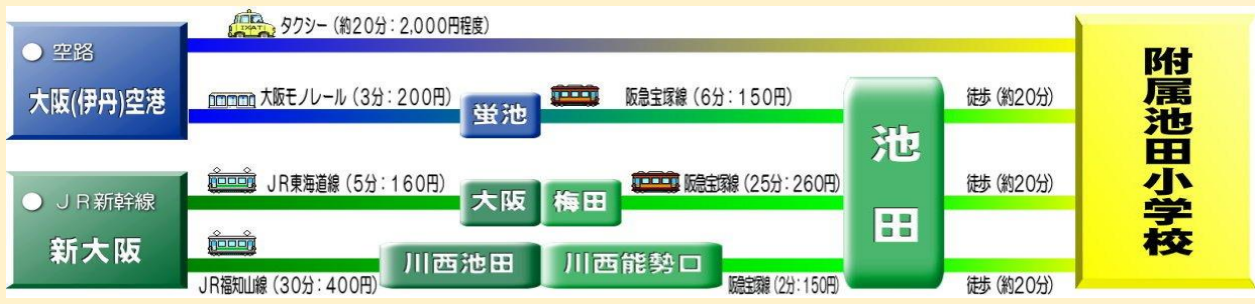 タクシー(約20分:2,000円程度)
● 空路
大阪(伊丹)空港
大阪モノレール(3分:200円)
蛍池
阪急宝塚線(6分:150円)
徒歩(約20分)
池田
附属池田小学校
● JR新幹線
新大阪
JR東海道線(5分:160円)
大阪
梅田
阪急宝塚線(25分:260円)
徒歩(約20分)
川西池田
川西能勢口
JR福知山線(30分:400円)
阪急宝塚線(2分:150円)
徒歩(約20分)